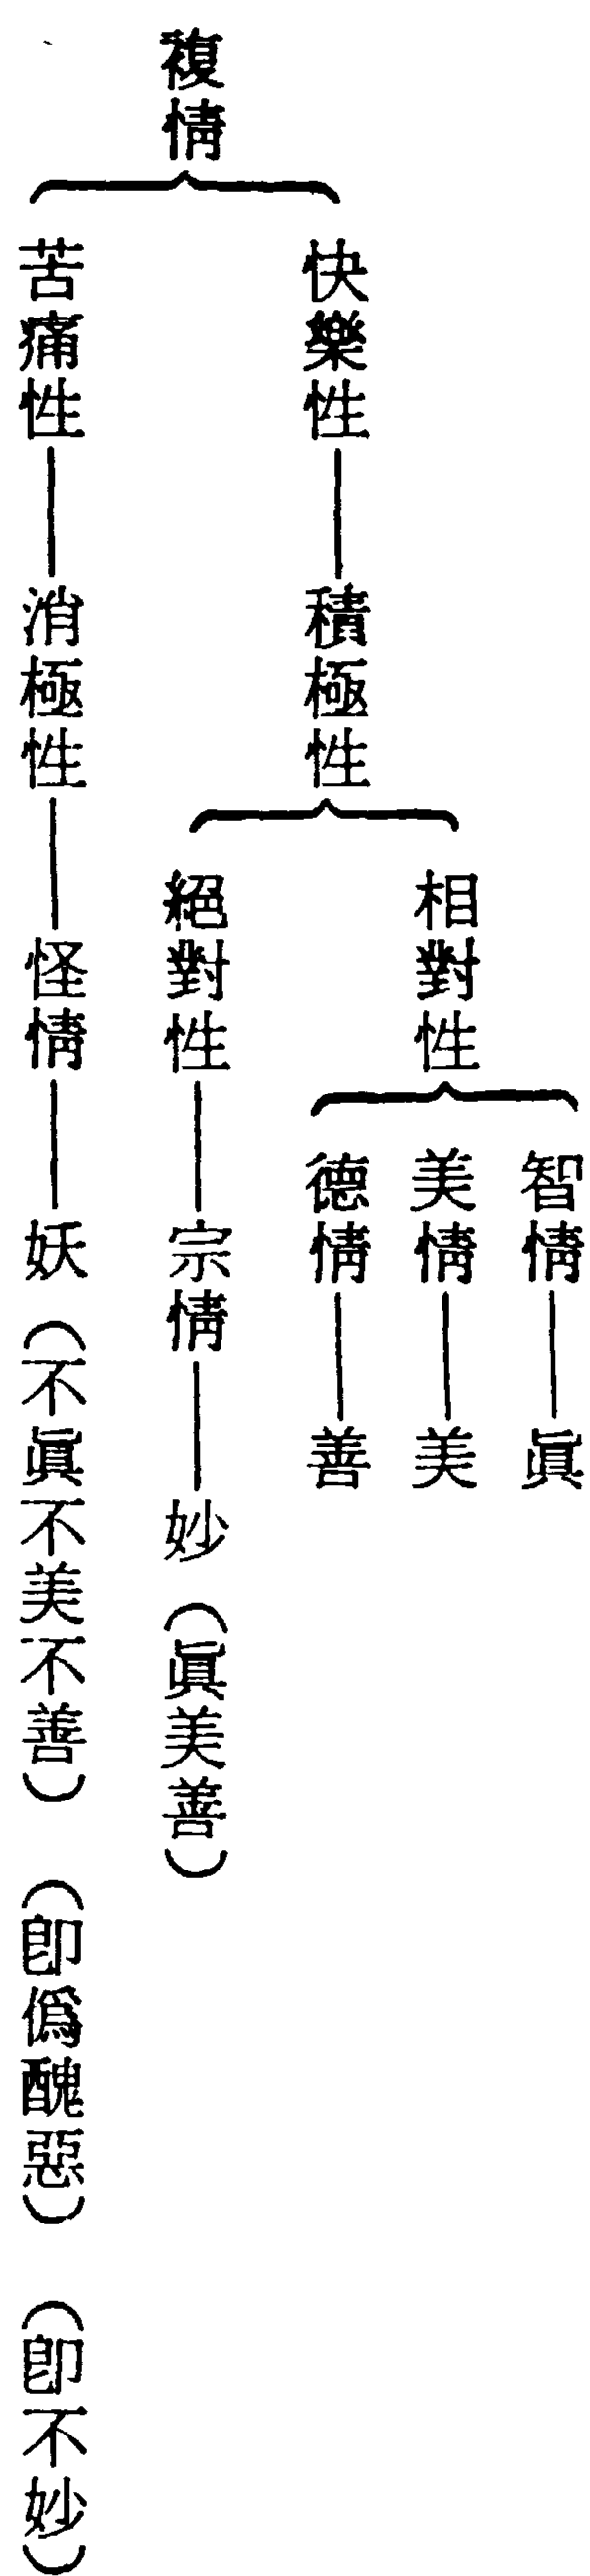 複情
快樂性——積極性
相對性
智情——眞
美情——美
德情——善
絕對性——宗情——妙（眞美善）
苦痛性——消極性——怪情——妖（不眞不美不善）（卽僞醜惡）（卽不妙）